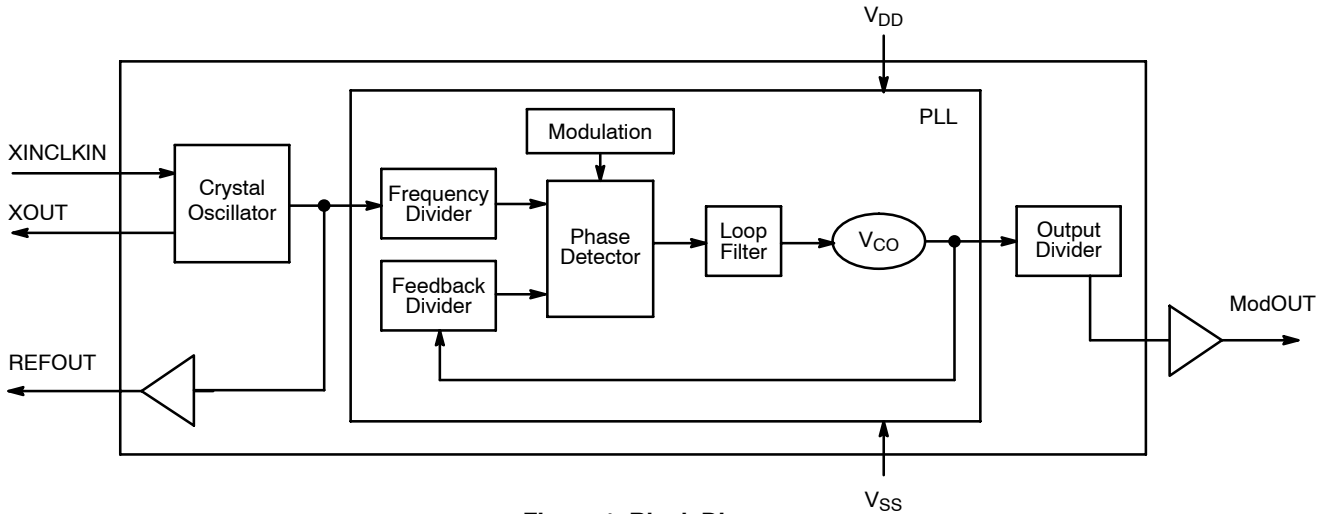 VDD
PLL
Modulation
XINCLKIN
Crystal
Oscillator
XOUT
Frequency
Divider
Phase
Detector
Loop
Filter
VCO
Output
Divider
Feedback
Divider
ModOUT
REFOUT
VSS